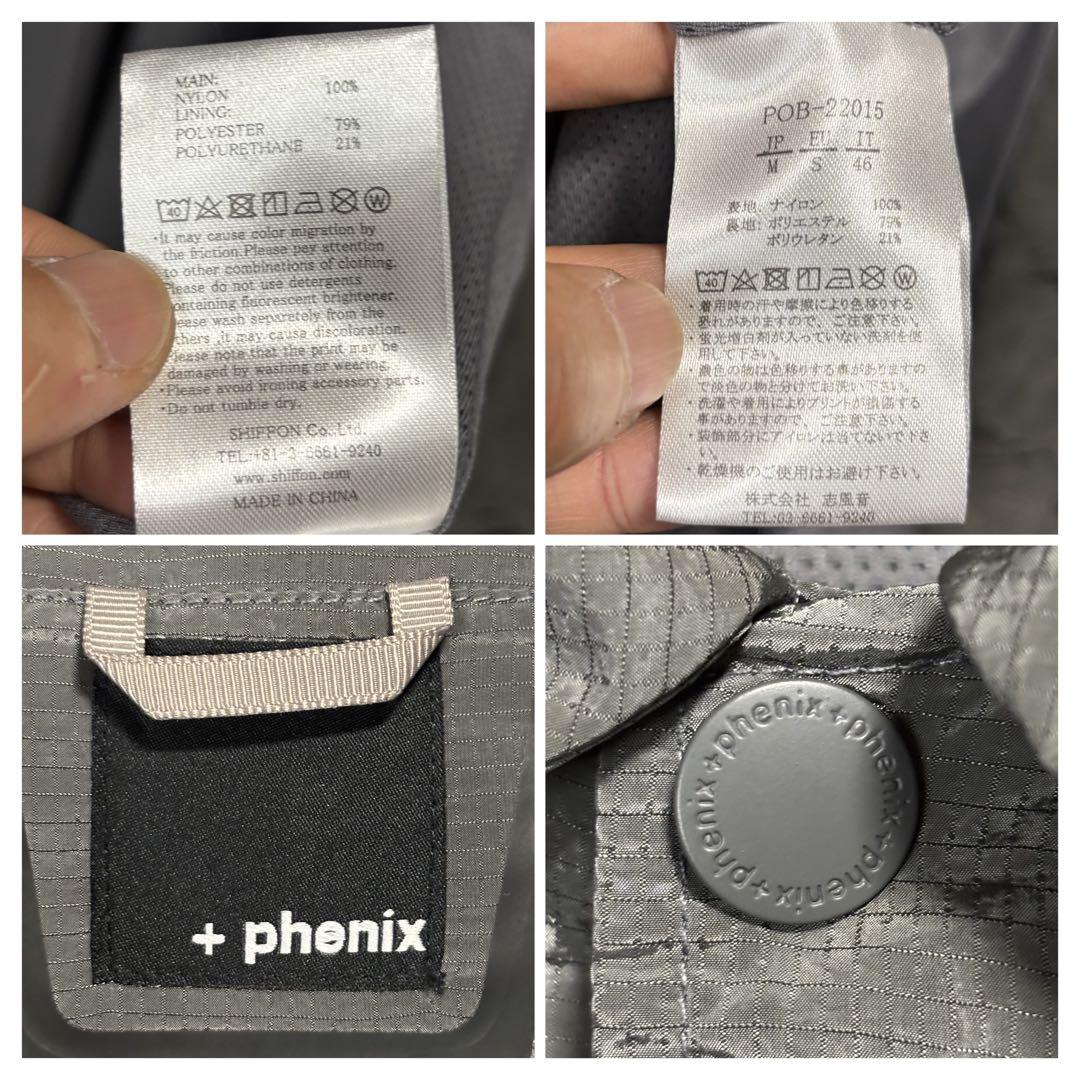 MAIN:
NYLON 100%
LINING:
POLYESTER 79%
POLYURETHANE 21%
40 W
・It may cause color migration by
the friction.Please pay attention
to other combinations of clothing.
Please do not use detergents
containing fluorescent brightener.
Please wash separately from the
others ,it may cause discoloration.
Please note that the print may be
damaged by washing or wearing.
・Please avoid ironing accessory parts.
・Do not tumble dry.
SHIFFON Co.,Ltd.
TEL:+81-3-6661-9240
www.shiffon.com
MADE IN CHINA
POB-22015
JP EU IT
M S 46
表地: ナイロン 100%
裏地: ポリエステル 79%
ポリウレタン 21%
40 W
・着用時の汗や摩擦により色移りする
恐れがありますので、ご注意下さい。
・蛍光増白剤が入っていない洗剤を使
用して下さい。
・濃色の物は色移りする事がありますの
で淡色の物と分けてお洗い下さい。
・洗濯や着用によりプリントが損傷する
事がありますので、ご注意下さい。
・装飾部分にアイロンは当てないで下さ
い。
・乾燥機のご使用はお避け下さい。
株式会社 志風音
TEL:03-6661-9240
+ phenix
+phenix+phenix+phenix+phenix+phenix